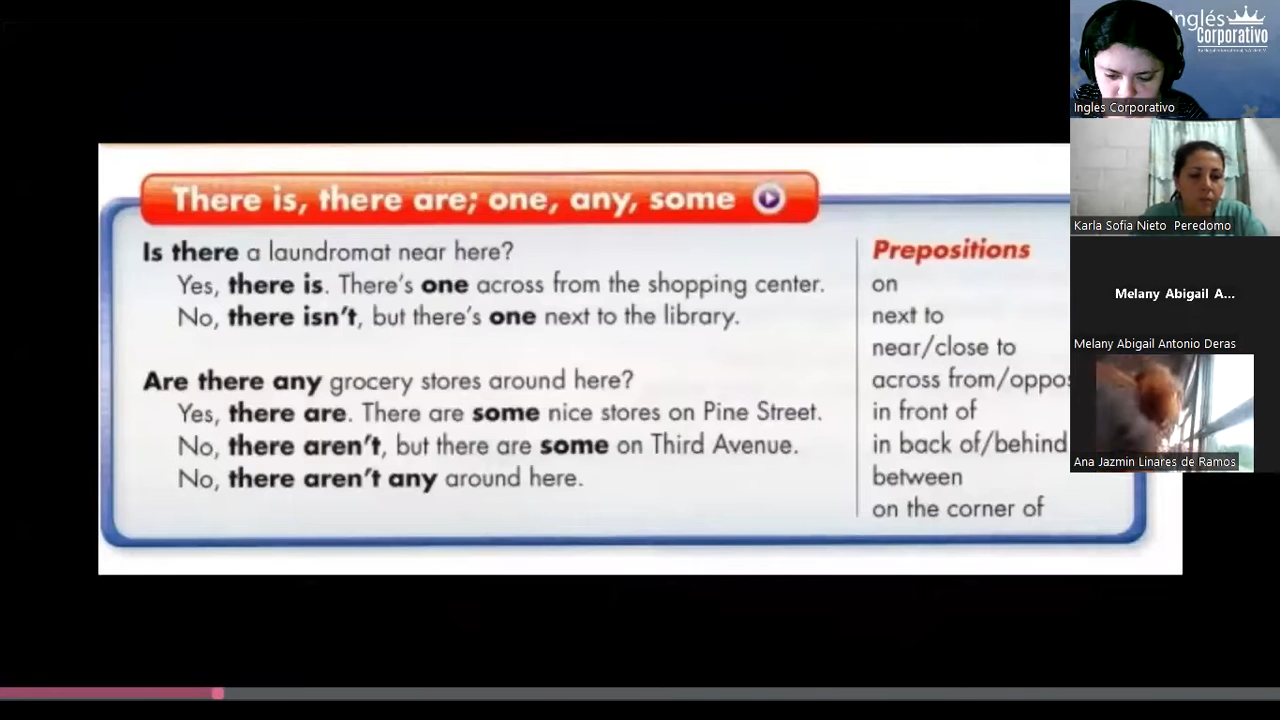 There is, there are; one, any, some
Is there a laundromat near here?
Yes, there is. There's one across from the shopping center.
No, there isn't, but there's one next to the library.
Are there any grocery stores around here?
Yes, there are. There are some nice stores on Pine Street.
No, there aren't, but there are some on Third Avenue.
No, there aren't any around here.
Prepositions
on
next to
near/close to
across from/oppos
in front of
in back of/behind
between
on the corner of
Inglés
Corporativo
Ingles Corporativo
Karla Sofia Nieto Peredomo
Melany Abigail A...
Melany Abigail Antonio Deras
Ana Jazmin Linares de Ramos